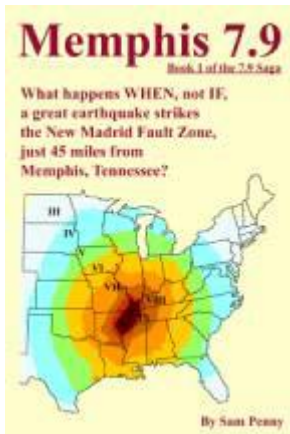 Memphis 7.9
Book 1 of the 7.9 Saga
What happens WHEN, not IF,
a great earthquake strikes
the New Madrid Fault Zone,
just 45 miles from
Memphis, Tennessee?
III
IV
V
VI
VII
VIII
By Sam Penny